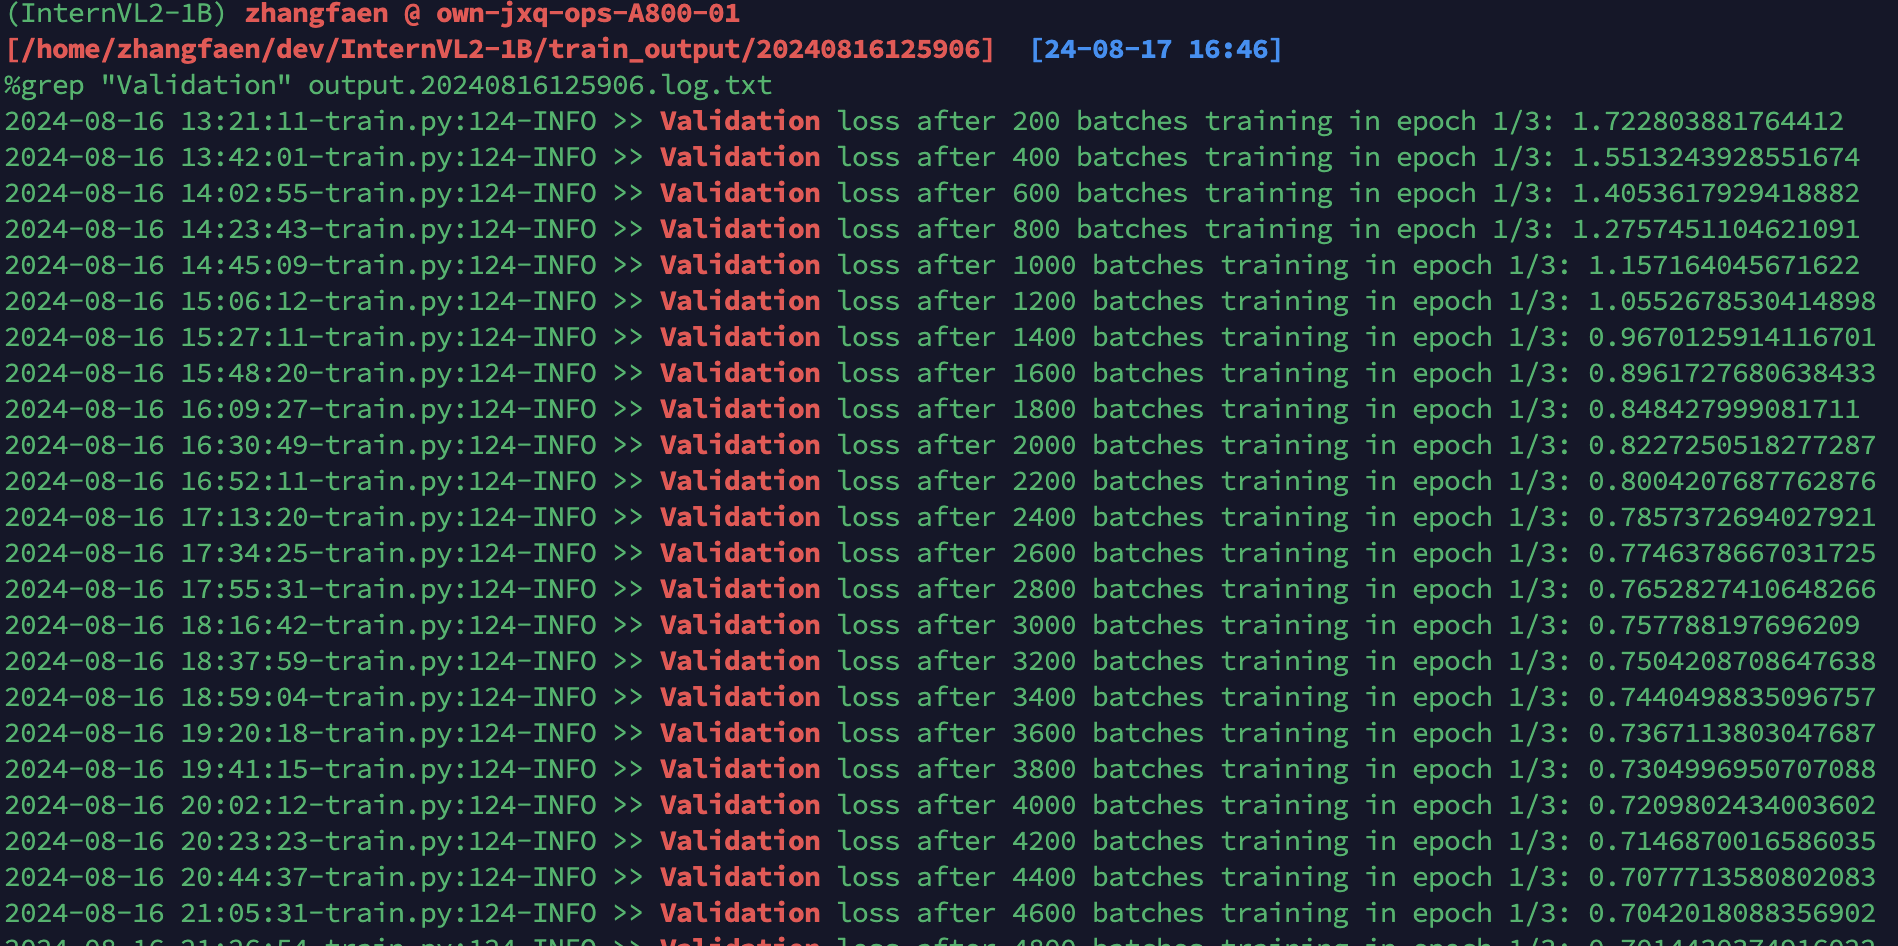 (InternVL2-1B) zhangfaen @ own-jxq-ops-A800-01
[/home/zhangfaen/dev/InternVL2-1B/train_output/20240816125906]  [24-08-17 16:46]
%grep "Validation" output.20240816125906.log.txt
2024-08-16 13:21:11-train.py:124-INFO >> Validation loss after 200 batches training in epoch 1/3: 1.722803881764412
2024-08-16 13:42:01-train.py:124-INFO >> Validation loss after 400 batches training in epoch 1/3: 1.5513243928551674
2024-08-16 14:02:55-train.py:124-INFO >> Validation loss after 600 batches training in epoch 1/3: 1.4053617929418882
2024-08-16 14:23:43-train.py:124-INFO >> Validation loss after 800 batches training in epoch 1/3: 1.2757451104621091
2024-08-16 14:45:09-train.py:124-INFO >> Validation loss after 1000 batches training in epoch 1/3: 1.157164045671622
2024-08-16 15:06:12-train.py:124-INFO >> Validation loss after 1200 batches training in epoch 1/3: 1.0552678530414898
2024-08-16 15:27:11-train.py:124-INFO >> Validation loss after 1400 batches training in epoch 1/3: 0.9670125914116701
2024-08-16 15:48:20-train.py:124-INFO >> Validation loss after 1600 batches training in epoch 1/3: 0.8961727680638433
2024-08-16 16:09:27-train.py:124-INFO >> Validation loss after 1800 batches training in epoch 1/3: 0.848427999081711
2024-08-16 16:30:49-train.py:124-INFO >> Validation loss after 2000 batches training in epoch 1/3: 0.8227250518277287
2024-08-16 16:52:11-train.py:124-INFO >> Validation loss after 2200 batches training in epoch 1/3: 0.8004207687762876
2024-08-16 17:13:20-train.py:124-INFO >> Validation loss after 2400 batches training in epoch 1/3: 0.7857372694027921
2024-08-16 17:34:25-train.py:124-INFO >> Validation loss after 2600 batches training in epoch 1/3: 0.7746378667031725
2024-08-16 17:55:31-train.py:124-INFO >> Validation loss after 2800 batches training in epoch 1/3: 0.7652827410648266
2024-08-16 18:16:42-train.py:124-INFO >> Validation loss after 3000 batches training in epoch 1/3: 0.757788197696209
2024-08-16 18:37:59-train.py:124-INFO >> Validation loss after 3200 batches training in epoch 1/3: 0.7504208708647638
2024-08-16 18:59:04-train.py:124-INFO >> Validation loss after 3400 batches training in epoch 1/3: 0.7440498835096757
2024-08-16 19:20:18-train.py:124-INFO >> Validation loss after 3600 batches training in epoch 1/3: 0.7367113803047687
2024-08-16 19:41:15-train.py:124-INFO >> Validation loss after 3800 batches training in epoch 1/3: 0.7304996950707088
2024-08-16 20:02:12-train.py:124-INFO >> Validation loss after 4000 batches training in epoch 1/3: 0.7209802434003602
2024-08-16 20:23:23-train.py:124-INFO >> Validation loss after 4200 batches training in epoch 1/3: 0.7146870016586035
2024-08-16 20:44:37-train.py:124-INFO >> Validation loss after 4400 batches training in epoch 1/3: 0.7077713580802083
2024-08-16 21:05:31-train.py:124-INFO >> Validation loss after 4600 batches training in epoch 1/3: 0.7042018088356902